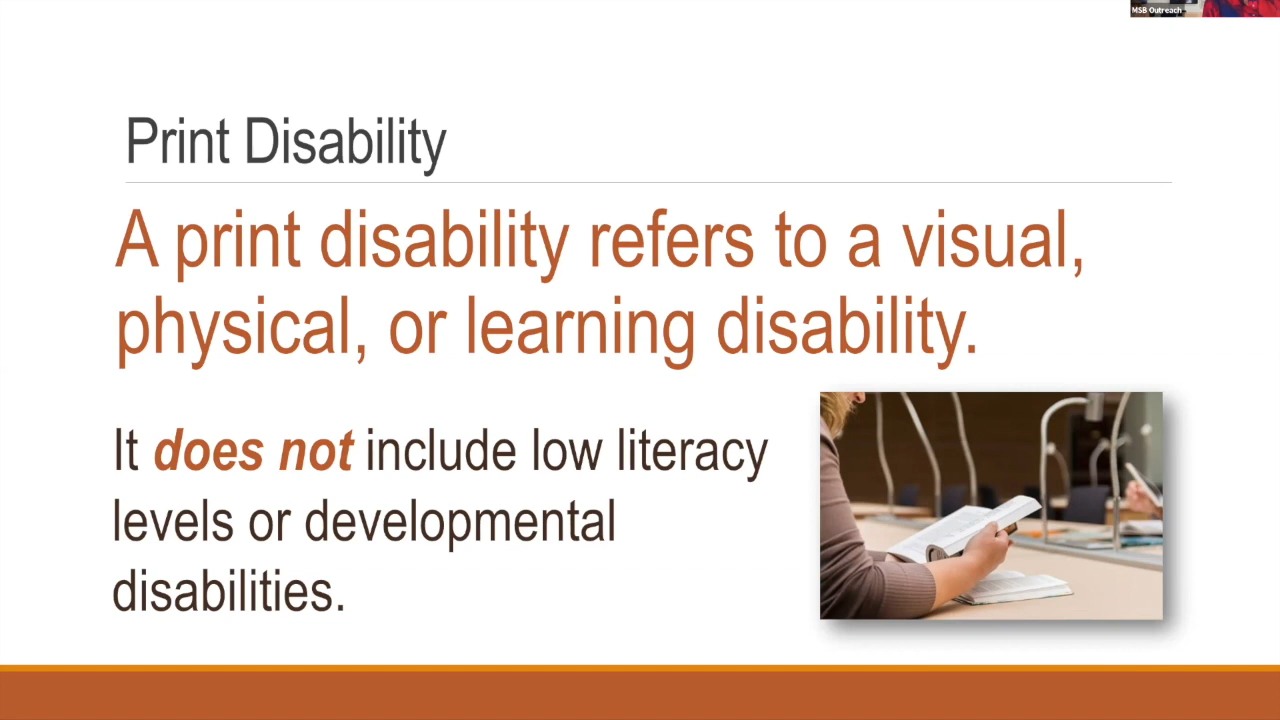 MSB Outreach
Print Disability
A print disability refers to a visual,
physical, or learning disability.
It does not include low literacy
levels or developmental
disabilities.